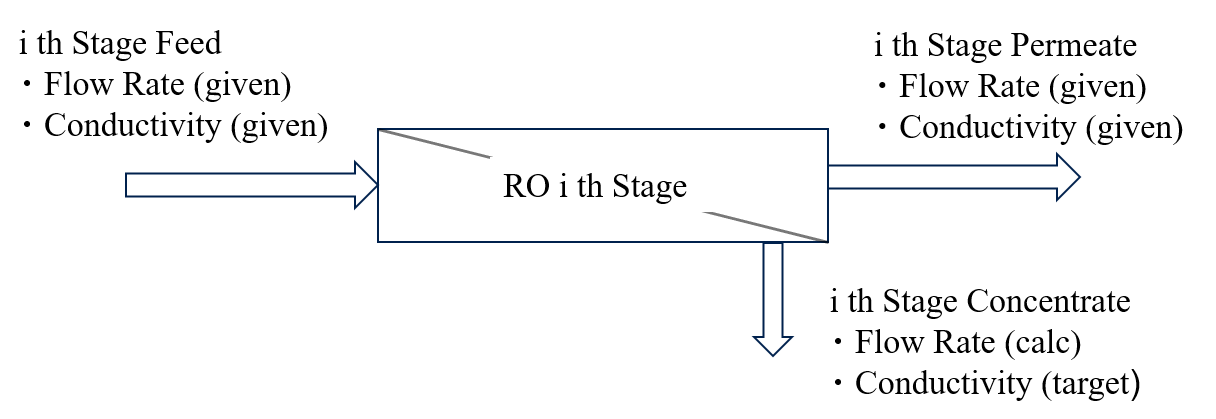 i th Stage Feed
・Flow Rate (given)
・Conductivity (given)
i th Stage Permeate
・Flow Rate (given)
・Conductivity (given)
RO i th Stage
i th Stage Concentrate
・Flow Rate (calc)
・Conductivity (target)